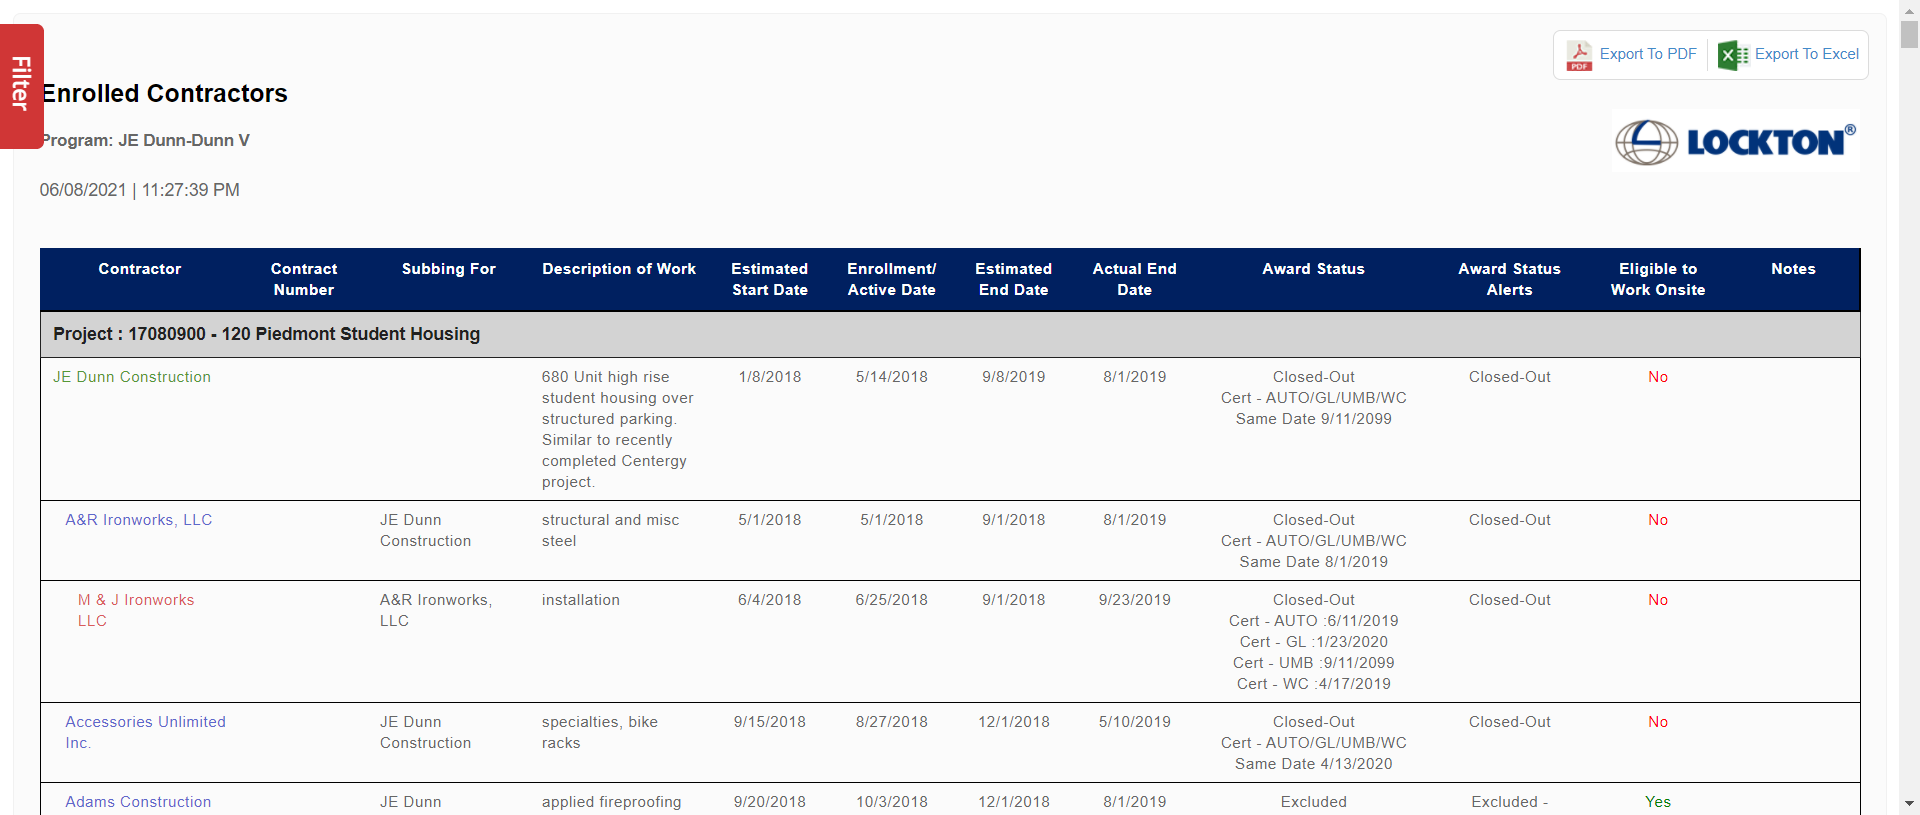 Filter
Export To PDF
Export To Excel
PDF
Enrolled Contractors
Program: JE Dunn-Dunn V
06/08/2021 | 11:27:39 PM
LOCKTON®
Contractor
Contract
Number
Subbing For
Description of Work
Estimated
Start Date
Enrollment/
Active Date
Estimated
End Date
Actual End
Date
Award Status
Award Status
Alerts
Eligible to
Work Onsite
Notes
Project : 17080900 - 120 Piedmont Student Housing
JE Dunn Construction
680 Unit high rise
student housing over
structured parking.
Similar to recently
completed Centergy
project.
1/8/2018
5/14/2018
9/8/2019
8/1/2019
Closed-Out
Cert - AUTO/GL/UMB/WC
Same Date 9/11/2099
Closed-Out
No
A&R Ironworks, LLC
JE Dunn
Construction
structural and misc
steel
5/1/2018
5/1/2018
9/1/2018
8/1/2019
Closed-Out
Cert - AUTO/GL/UMB/WC
Same Date 8/1/2019
Closed-Out
No
M & J Ironworks
LLC
A&R Ironworks,
LLC
installation
6/4/2018
6/25/2018
9/1/2018
9/23/2019
Closed-Out
Cert - AUTO :6/11/2019
Cert - GL :1/23/2020
Cert - UMB :9/11/2099
Cert - WC :4/17/2019
Closed-Out
No
Accessories Unlimited
Inc.
JE Dunn
Construction
specialties, bike
racks
9/15/2018
8/27/2018
12/1/2018
5/10/2019
Closed-Out
Cert - AUTO/GL/UMB/WC
Same Date 4/13/2020
Closed-Out
No
Adams Construction
JE Dunn
applied fireproofing
9/20/2018
10/3/2018
12/1/2018
8/1/2019
Excluded
Excluded -
Yes